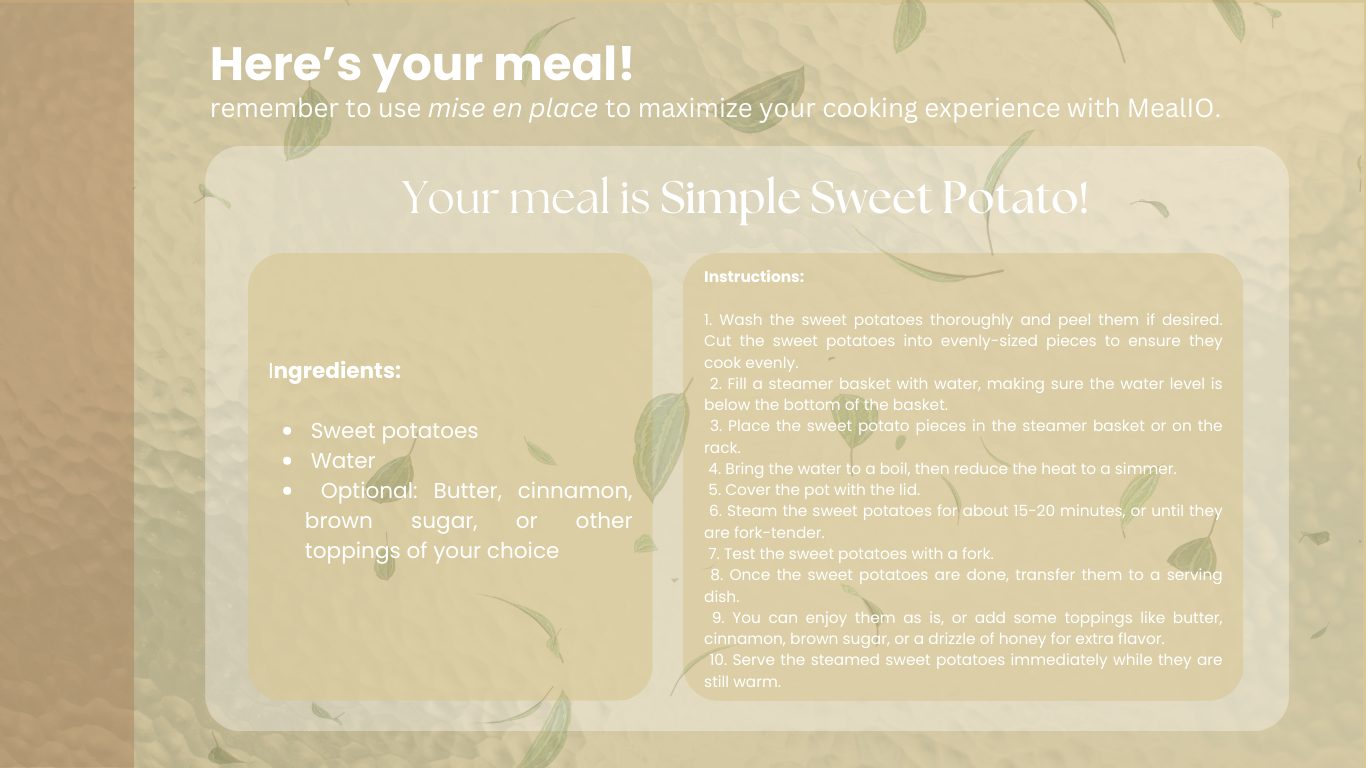 Here’s your meal!
remember to use mise en place to maximize your cooking experience with MealIO.
Your meal is Simple Sweet Potato!
Ingredients:
• Sweet potatoes
• Water
• Optional: Butter, cinnamon,
brown sugar, or other
toppings of your choice
Instructions:
1. Wash the sweet potatoes thoroughly and peel them if desired.
Cut the sweet potatoes into evenly-sized pieces to ensure they
cook evenly.
2. Fill a steamer basket with water, making sure the water level is
below the bottom of the basket.
3. Place the sweet potato pieces in the steamer basket or on the
rack.
4. Bring the water to a boil, then reduce the heat to a simmer.
5. Cover the pot with the lid.
6. Steam the sweet potatoes for about 15-20 minutes, or until they
are fork-tender.
7. Test the sweet potatoes with a fork.
8. Once the sweet potatoes are done, transfer them to a serving
dish.
9. You can enjoy them as is, or add some toppings like butter,
cinnamon, brown sugar, or a drizzle of honey for extra flavor.
10. Serve the steamed sweet potatoes immediately while they are
still warm.